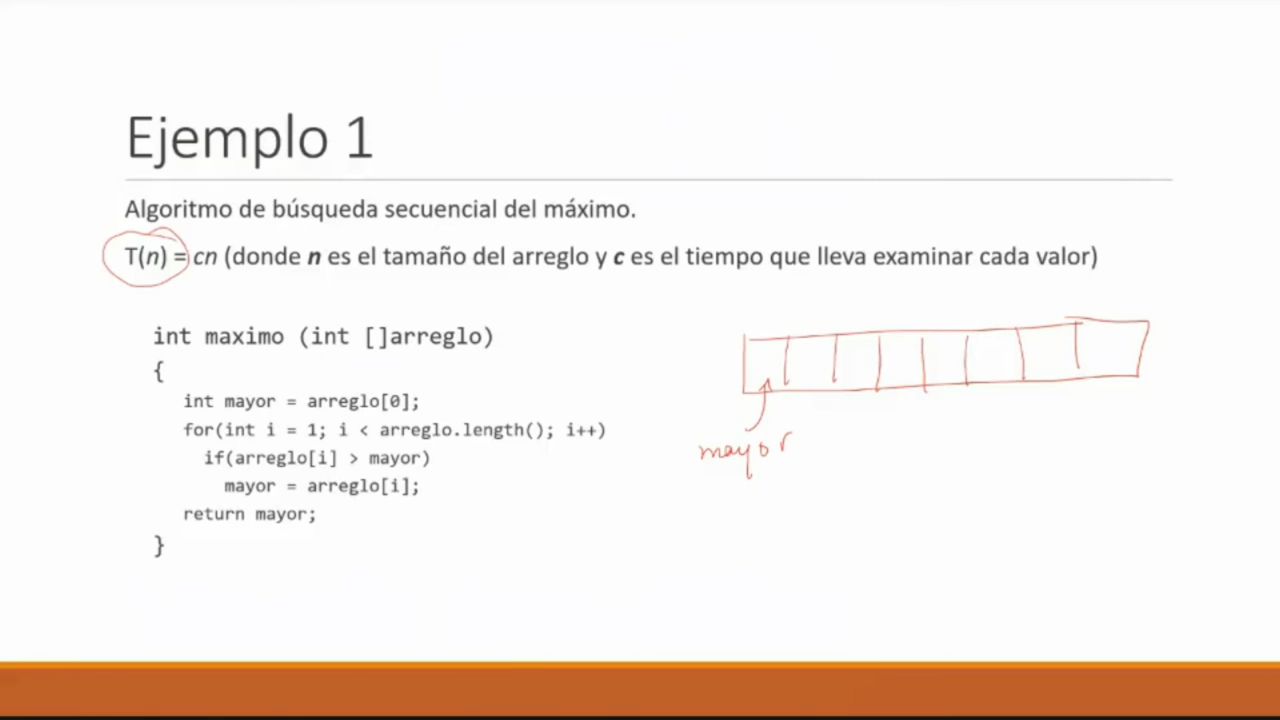 Ejemplo 1
Algoritmo de búsqueda secuencial del máximo.
T(n) = cn (donde n es el tamaño del arreglo y c es el tiempo que lleva examinar cada valor)
int maximo (int []arreglo)
{
int mayor = arreglo[0];
for(int i = 1; i < arreglo.length(); i++)
if(arreglo[i] > mayor)
mayor = arreglo[i];
return mayor;
}
mayor